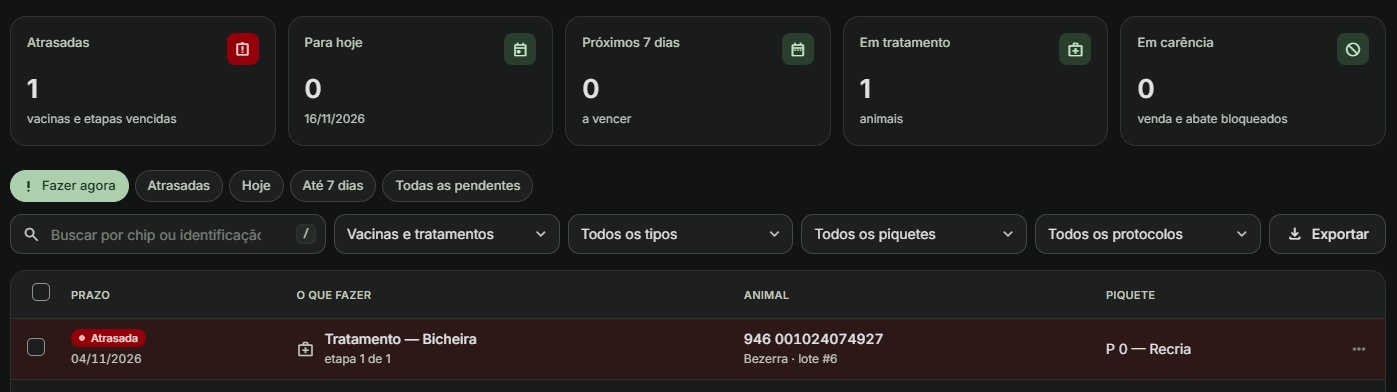 Atrasadas
1
vacinas e etapas vencidas
Para hoje
0
16/11/2026
Próximos 7 dias
0
a vencer
Em tratamento
1
animais
Em carência
0
venda e abate bloqueados
! Fazer agora
Atrasadas
Hoje
Até 7 dias
Todas as pendentes
Buscar por chip ou identificaçã
/
Vacinas e tratamentos
Todos os tipos
Todos os piquetes
Todos os protocolos
Exportar
PRAZO
O QUE FAZER
ANIMAL
PIQUETE
Atrasada
04/11/2026
Tratamento — Bicheira
etapa 1 de 1
946 001024074927
Bezerra · lote #6
P 0 — Recria